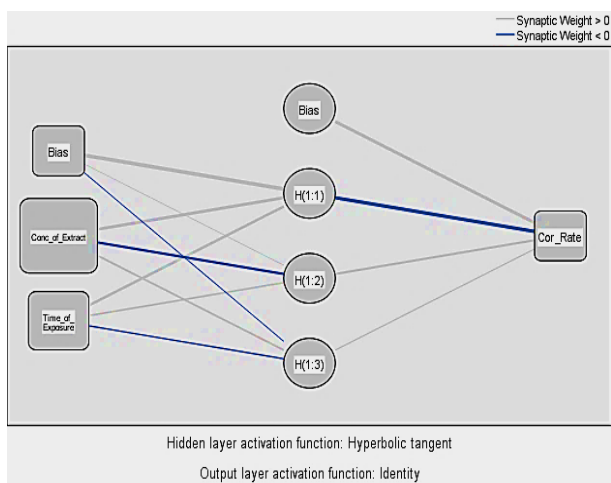 Synaptic Weight > 0
Synaptic Weight < 0
Bias
Bias
H(1:1)
Conc_of_Extract
Cor_Rate
H(1:2)
Time_of_
Exposure
H(1:3)
Hidden layer activation function: Hyperbolic tangent
Output layer activation function: Identity